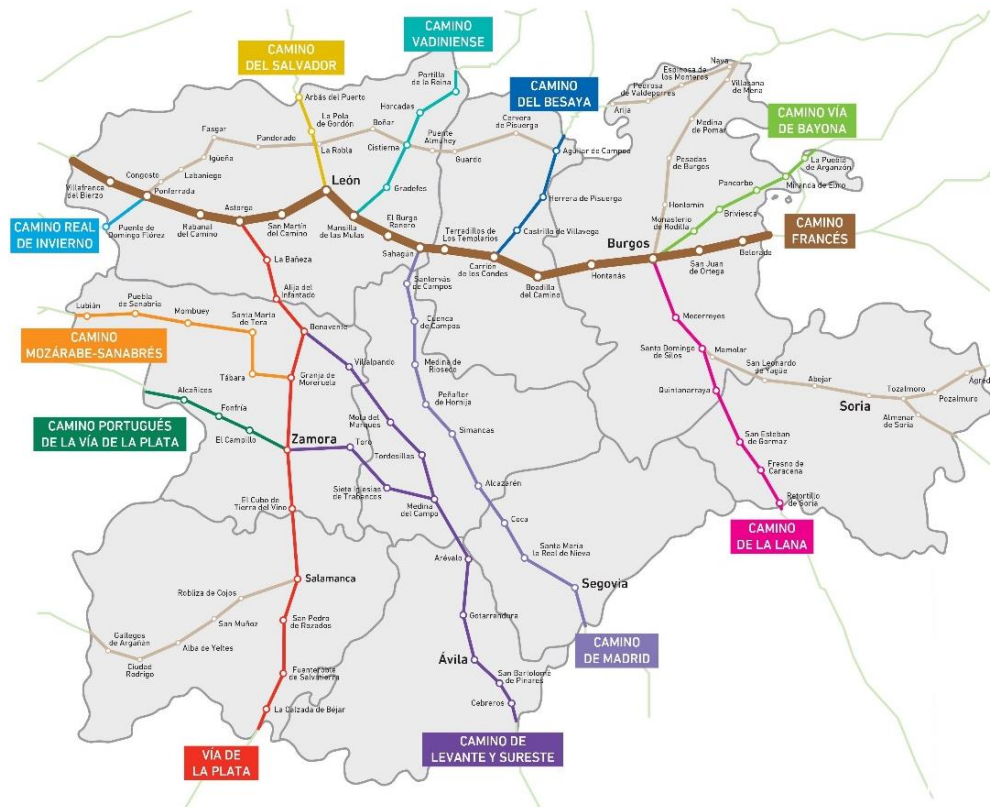 CAMINO
VADINIENSE
CAMINO
DEL SALVADOR
Portilla
de la Reina
CAMINO
DEL BESAYA
Espinosa de
los Monteros
Nava
Villasana
de Mena
Pedrosa de
Valdeporres
Arija
CAMINO VÍA
DE BAYONA
Arbás del Puerto
Horcadas
La Pola
de Gordón
Boñar
Cistierna
Puente
Almuhey
Guardo
Cervera
de Pisuerga
Aguilar de Campoo
Medina
de Pomar
Fasgar
Pandorado
La Robla
Igüeña
Labaniego
Congosto
Pesadas
de Burgos
La Puebla
de Arganzón
Miranda de Ebro
Pancorbo
Villafranca
del Bierzo
Ponferrada
León
Gradefes
Herrera de Pisuerga
Hontomín
Briviesca
Monasterio
de Rodilla
CAMINO REAL
DE INVIERNO
Puente de
Domingo Flórez
Rabanal
del Camino
Astorga
San Martín
del Camino
Mansilla
de las Mulas
El Burgo
Ranero
Sahagún
Terradillos de
Los Templarios
Castrillo de Villavega
Carrión
de los Condes
Boadilla
del Camino
Hontanás
Burgos
San Juan
de Ortega
Belorado
CAMINO
FRANCÉS
La Bañeza
Alija del
Infantado
Sanlervás
de Campos
Lubián
Puebla
de Sanabria
Mombuey
Santa Marta
de Tera
Benavente
Cuenca
de Campos
Mecerreyes
CAMINO
MOZÁRABE-SANABRÉS
Tábara
Granja de
Moreruela
Villalpando
Medina de
Rioseco
Santo Domingo
de Silos
Mamolar
San Leonardo
de Yagüe
Abejar
Soria
Tozalmoro
Pozalmuro
Almenar
de Soria
Quintanarraya
Alcañices
Fonfría
El Campillo
CAMINO PORTUGUÉS
DE LA VÍA DE LA PLATA
Zamora
Toro
Mota del
Marqués
Peñaflor
de Hornija
Simancas
Tordesillas
San Esteban
de Gormaz
Fresno de
Caracena
Retortillo
de Soria
CAMINO
DE LA LANA
El Cubo de
Tierra del Vino
Siete Iglesias
de Trabancos
Medina
del Campo
Alcazarén
Coca
Santa María
la Real de Nieva
Segovia
Arévalo
Salamanca
Robliza de Cojos
San Muñoz
Alba de Yeltes
Gallegos
de Argañán
Ciudad
Rodrigo
San Pedro
de Rozados
Gotarrendura
CAMINO
DE MADRID
Ávila
San Bartolomé
de Pinares
Cebreros
Fuenterroble
de Salvatierra
La Calzada de Béjar
VÍA DE
LA PLATA
CAMINO DE
LEVANTE Y SURESTE